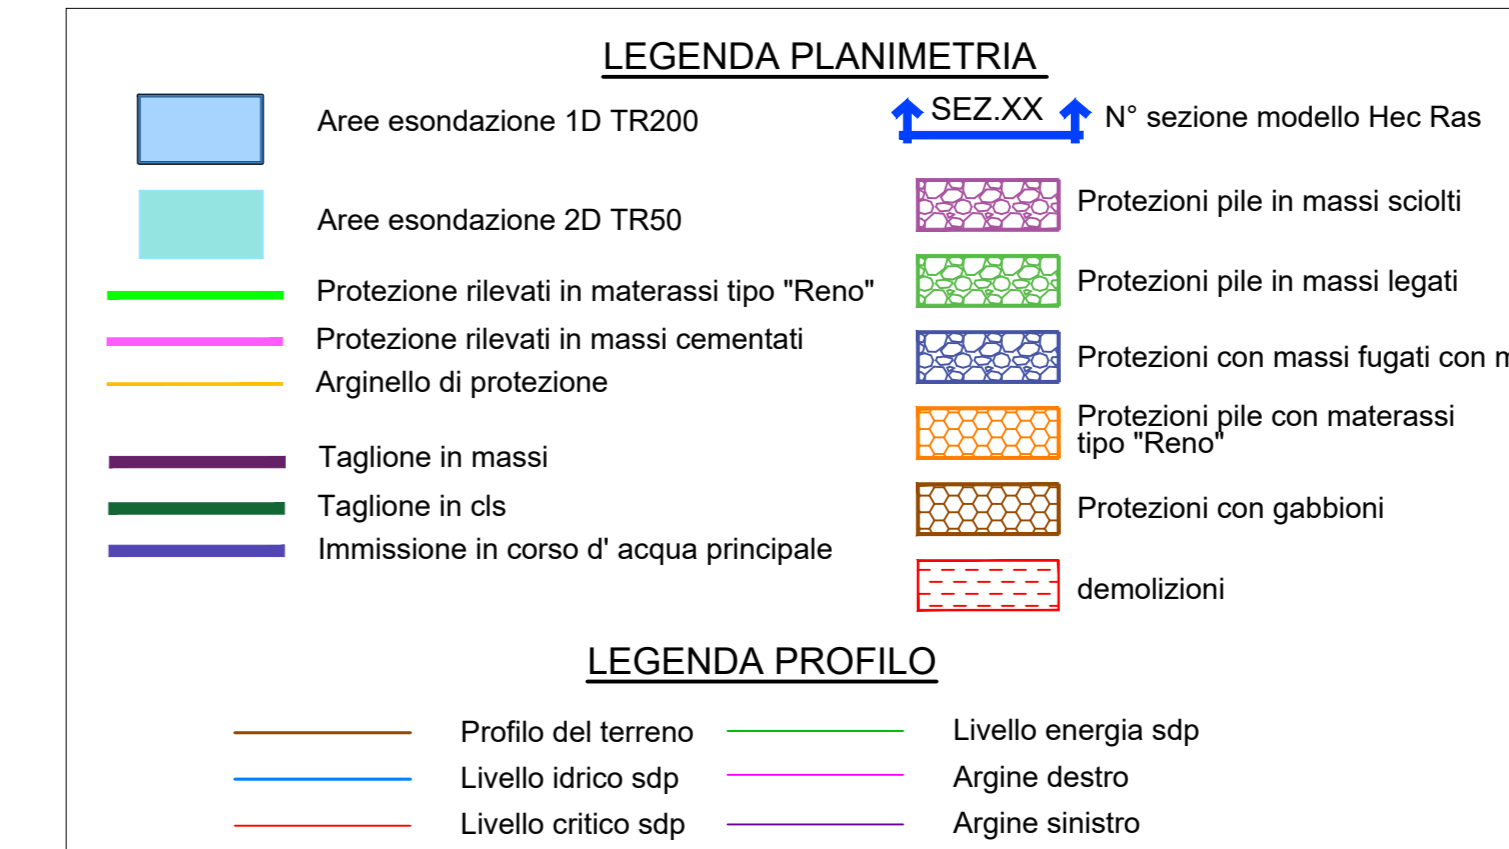 LEGENDA PLANIMETRIA
Aree esondazione 1D TR200
Aree esondazione 2D TR50
Protezione rilevati in materassi tipo "Reno"
Protezione rilevati in massi cementati
Arginello di protezione
Taglione in massi
Taglione in cls
Immissione in corso d' acqua principale
SEZ.XX
N° sezione modello Hec Ras
Protezioni pile in massi sciolti
Protezioni pile in massi legati
Protezioni con massi fugati con
Protezioni pile con materassi
tipo "Reno"
Protezioni con gabbioni
demolizioni
LEGENDA PROFILO
Profilo del terreno
Livello idrico sdp
Livello critico sdp
Livello energia sdp
Argine destro
Argine sinistro